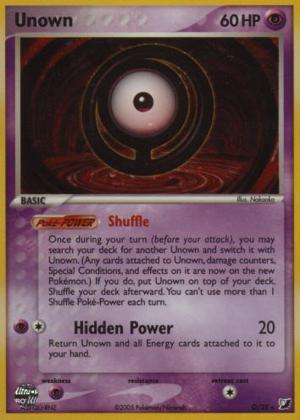 Unown
60 HP
Illus. Nakaoka
BASIC
Poké-POWER Shuffle
Once during your turn (before your attack), you may
search your deck for another Unown and switch it with
Unown. (Any cards attached to Unown, damage counters,
Special Conditions, and effects on it are now on the new
Pokémon.) If you do, put Unown on top of your deck.
Shuffle your deck afterward. You can't use more than 1
Shuffle Poké-Power each turn.
Hidden Power 20
Return Unown and all Energy cards attached to it to
your hand.
weakness resistance retreat cost
©2005 Pokémon/Nintendo